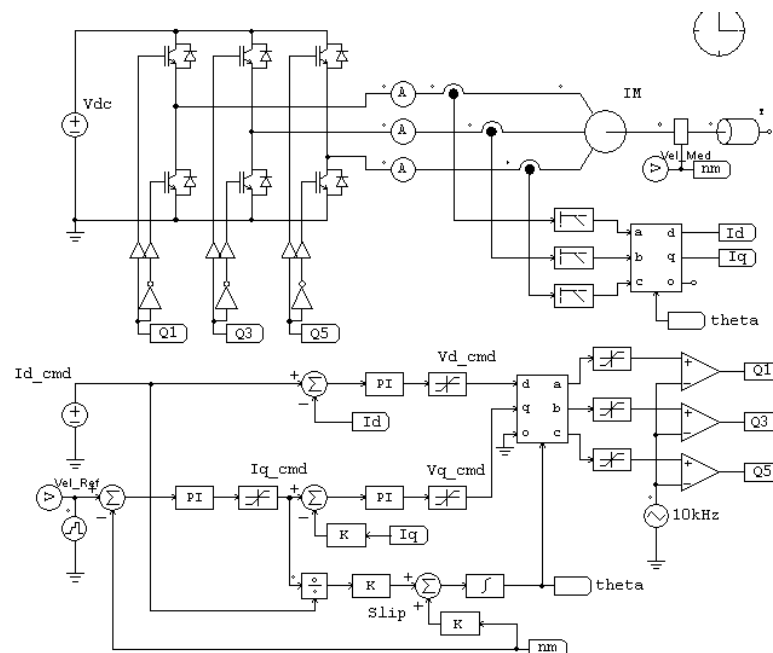 Vdc
A
A
A
IM
Vel_Med
V
nm
T
a d
b q
c o
Id
Iq
theta
Q1
Q3
Q5
Id_cmd
PI
Vd_cmd
Id
d a
q b
o c
Q1
Q3
Q5
Vel_Ref
V
PI
Iq_cmd
PI
Vq_cmd
K
Iq
10kHz
K
Slip
K
theta
nm